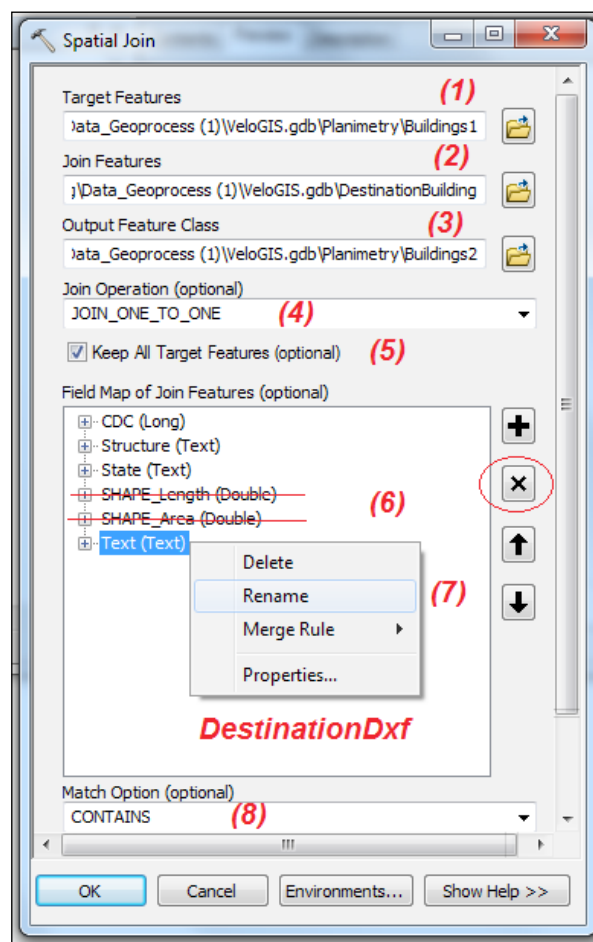 Spatial Join
Target Features (1)
)ata_Geoprocess (1)\VeloGIS.gdb\Planimetry\Buildings1
Join Features (2)
j\Data_Geoprocess (1)\VeloGIS.gdb\DestinationBuilding
Output Feature Class (3)
)ata_Geoprocess (1)\VeloGIS.gdb\Planimetry\Buildings2
Join Operation (optional)
JOIN_ONE_TO_ONE (4)
Keep All Target Features (optional) (5)
Field Map of Join Features (optional)
CDC (Long)
Structure (Text)
State (Text)
SHAPE_Length (Double)
(6)
SHAPE_Area (Double)
Text (Text)
Delete
Rename (7)
Merge Rule
Properties...
DestinationDxf
Match Option (optional)
CONTAINS (8)
OK Cancel Environments... Show Help >>